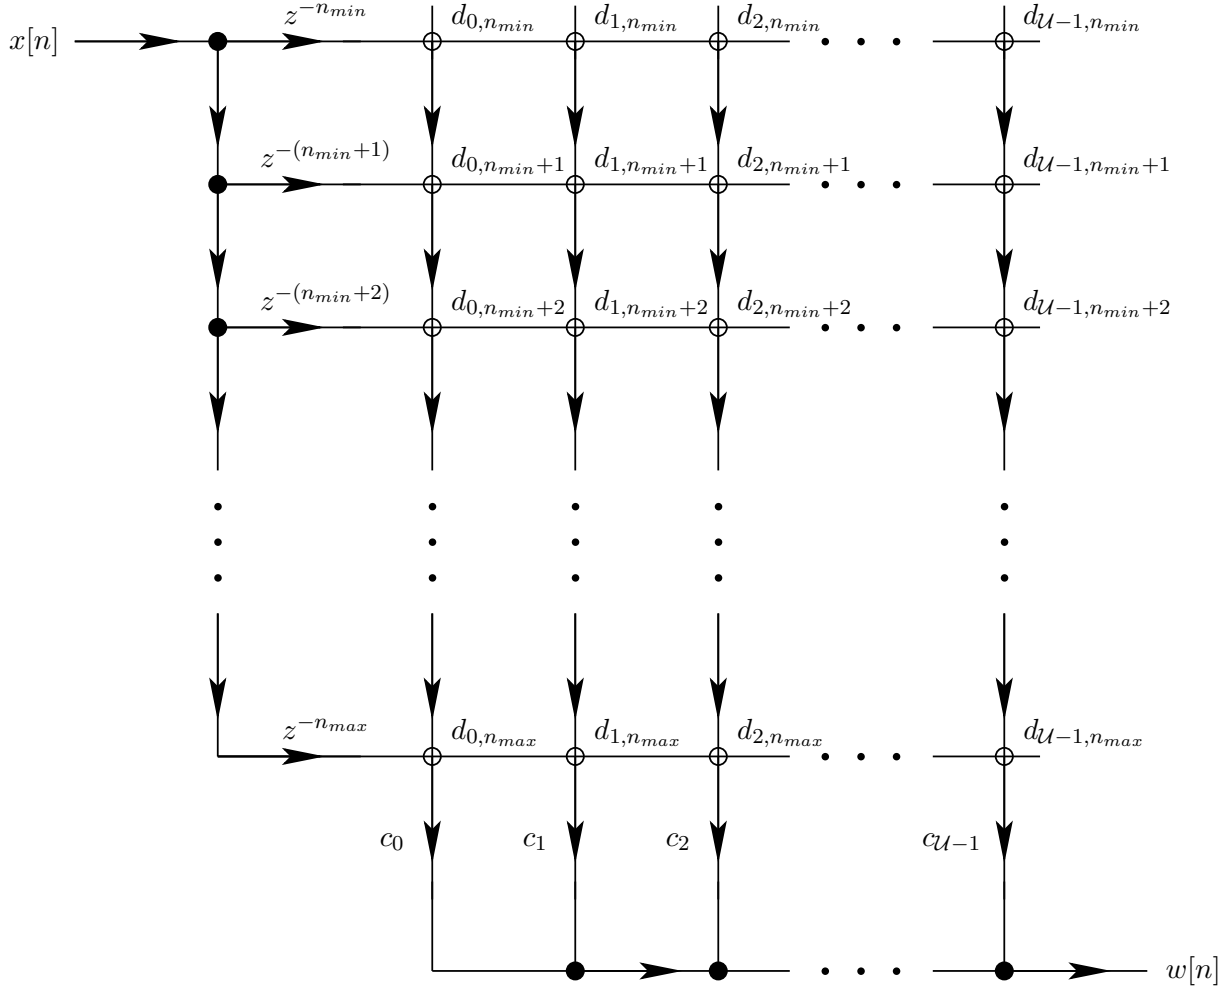 x[n] z^{-n_{min}} d_{0,n_{min}} d_{1,n_{min}} d_{2,n_{min}} d_{\mathcal{U}-1,n_{min}}
z^{-(n_{min}+1)} d_{0,n_{min}+1} d_{1,n_{min}+1} d_{2,n_{min}+1} d_{\mathcal{U}-1,n_{min}+1}
z^{-(n_{min}+2)} d_{0,n_{min}+2} d_{1,n_{min}+2} d_{2,n_{min}+2} d_{\mathcal{U}-1,n_{min}+2}
z^{-n_{max}} d_{0,n_{max}} d_{1,n_{max}} d_{2,n_{max}} d_{\mathcal{U}-1,n_{max}}
c_0 c_1 c_2 c_{\mathcal{U}-1}
w[n]